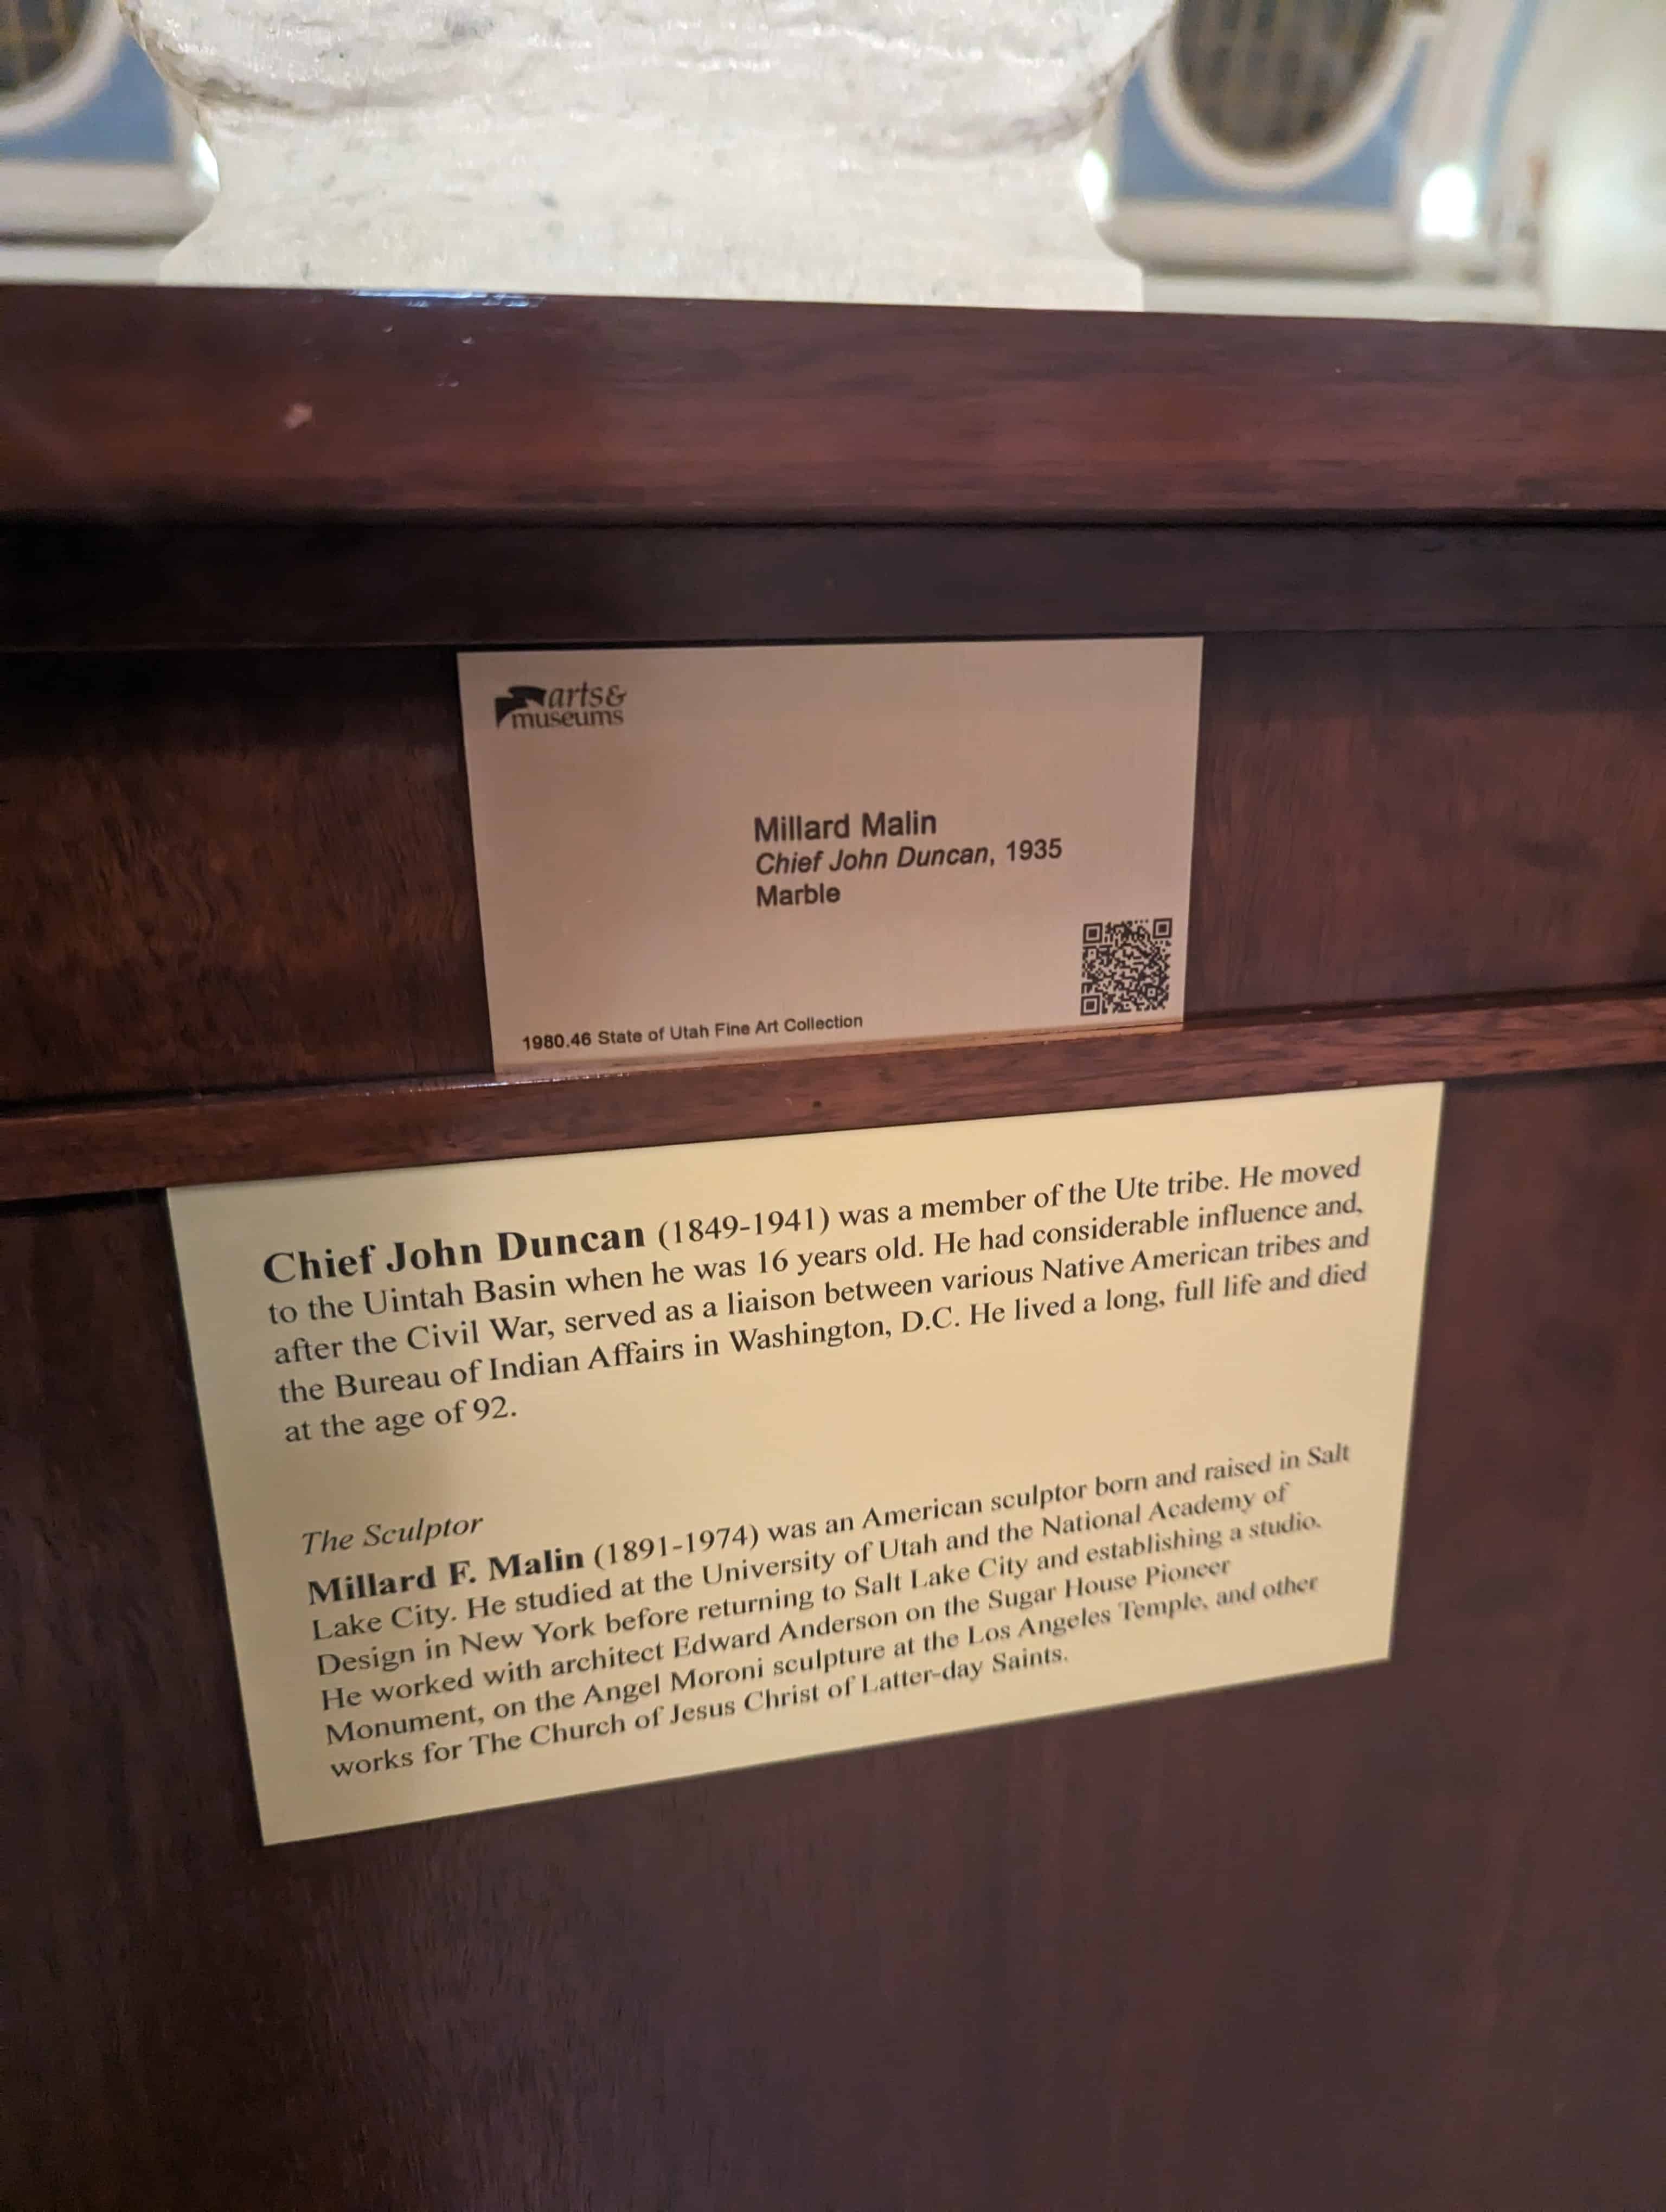 arts&
museums
Millard Malin
Chief John Duncan, 1935
Marble
1980.46 State of Utah Fine Art Collection
Chief John Duncan (1849-1941) was a member of the Ute tribe. He moved
to the Uintah Basin when he was 16 years old. He had considerable influence and,
after the Civil War, served as a liaison between various Native American tribes and
the Bureau of Indian Affairs in Washington, D.C. He lived a long, full life and died
at the age of 92.
The Sculptor
Millard F. Malin (1891-1974) was an American sculptor born and raised in Salt
Lake City. He studied at the University of Utah and the National Academy of
Design in New York before returning to Salt Lake City and establishing a studio.
He worked with architect Edward Anderson on the Sugar House Pioneer
Monument, on the Angel Moroni sculpture at the Los Angeles Temple, and other
works for The Church of Jesus Christ of Latter-day Saints.